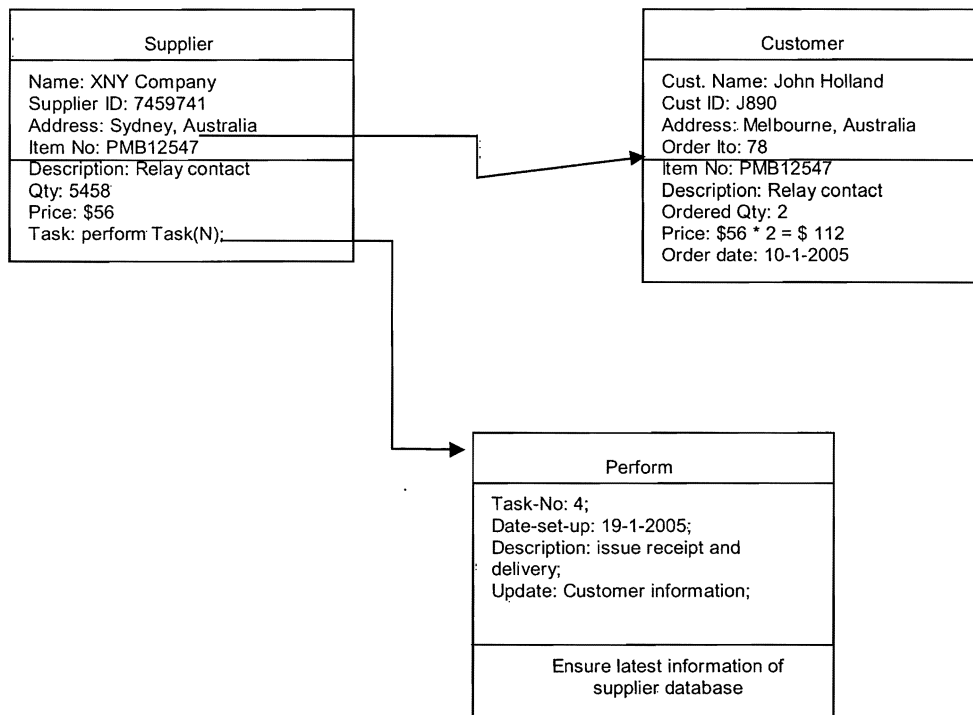 Supplier
Name: XNY Company
Supplier ID: 7459741
Address: Sydney, Australia
Item No: PMB12547
Description: Relay contact
Qty: 5458
Price: $56
Task: perform Task(N);
Customer
Cust. Name: John Holland
Cust ID: J890
Address: Melbourne, Australia
Order Ito: 78
Item No: PMB12547
Description: Relay contact
Ordered Qty: 2
Price: $56 * 2 = $ 112
Order date: 10-1-2005
Perform
Task-No: 4;
Date-set-up: 19-1-2005;
Description: issue receipt and
delivery;
Update: Customer information;
Ensure latest information of
supplier database